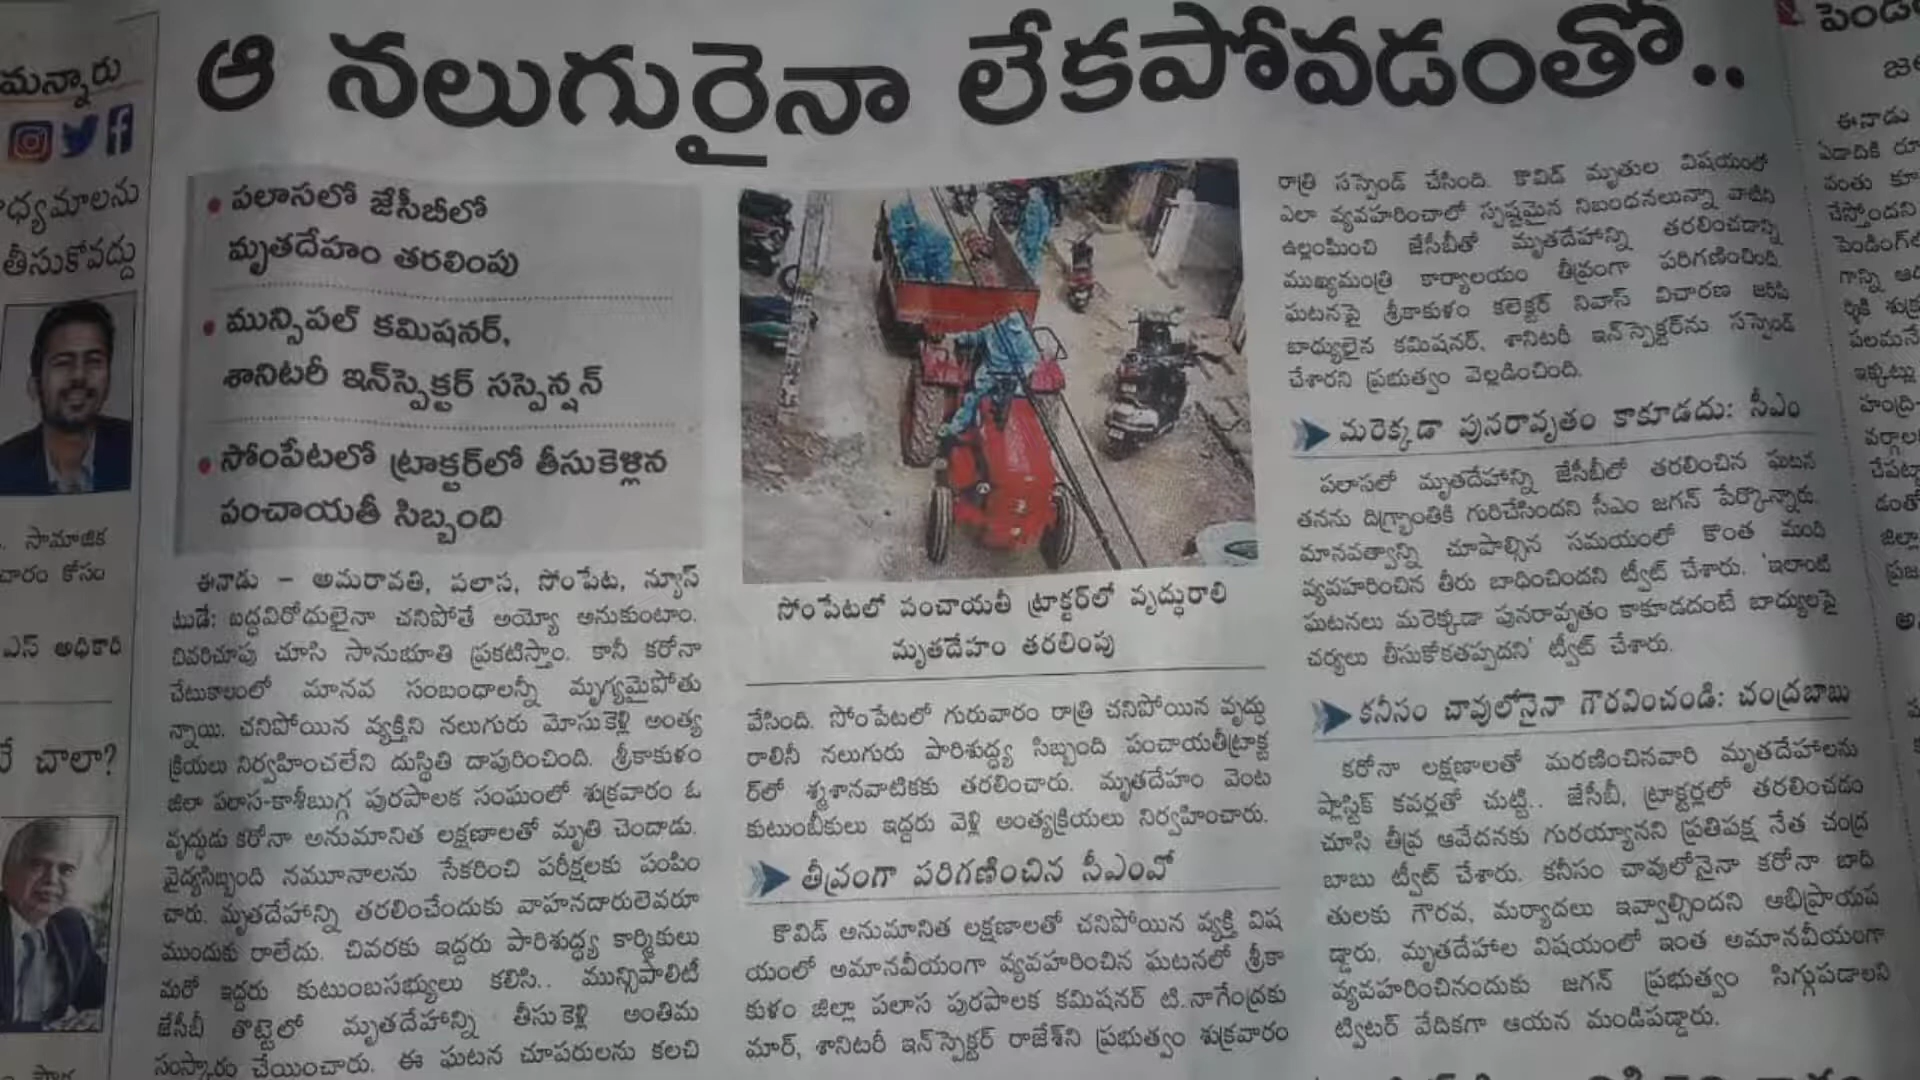 ఆ నలుగురైనా లేకపోవడంతో..
• పలాసలో జేసీబీలో
మృతదేహం తరలింపు
• మున్సిపల్ కమిషనర్,
శానిటరీ ఇన్‌స్పెక్టర్ సస్పెన్షన్
• సోంపేటలో ట్రాక్టర్‌లో తీసుకెళ్లిన
పంచాయతీ సిబ్బంది
ఈనాడు – అమరావతి, పలాస, సోంపేట, న్యూస్
టుడే: బద్ధవిరోధులైనా చనిపోతే అయ్యో అనుకుంటాం.
చివరిచూపు చూసి సానుభూతి ప్రకటిస్తాం. కానీ కరోనా
చేటుకాలంలో మానవ సంబందాలన్నీ మృగ్యమైపోతు
న్నాయి. చనిపోయిన వ్యక్తిని నలుగురు మోసుకెళ్లి అంత్య
క్రియలు నిర్వహించలేని దుస్థితి దాపురించింది. శ్రీకాకుళం
జిలా పలాస-కాశీబుగ్గ పురపాలక సంఘంలో శుక్రవారం ఓ
వృద్ధుడు కరోనా అనుమానిత లక్షణాలతో మృతి చెందాడు.
వైద్యసిబ్బంది నమూనాలను సేకరించి పరీక్షలకు పంపిం
చారు. మృతదేహాన్ని తరలించేందుకు వాహనదారులెవరూ
ముందుకు రాలేదు. చివరకు ఇద్దరు పారిశుద్ధ్య కార్మికులు
మరో ఇద్దరు కుటుంబసభ్యులు కలిసి.. మున్సిపాలిటీ
జేసీబీ తొట్టెలో మృతదేహాన్ని తీసుకెళ్లి అంతిమ
సంస్కారం చేయించారు. ఈ ఘటన చూపరులను కలచి
సోంపేటలో పంచాయతీ ట్రాక్టర్‌లో వృద్ధురాలి
మృతదేహం తరలింపు
వేసింది. సోంపేటలో గురువారం రాత్రి చనిపోయిన వృద్ధు
రాలినీ నలుగురు పారిశుద్ధ్య సిబ్బంది పంచాయతీట్రాక్ట
ర్‌లో శ్మశానవాటికకు తరలించారు. మృతదేహం వెంట
కుటుంబీకులు ఇద్దరు వెళ్లి అంత్యక్రియలు నిర్వహించారు.
తీవ్రంగా పరిగణించిన సీఎంవో
కొవిడ్ అనుమానిత లక్షణాలతో చనిపోయిన వ్యక్తి విష
యంలో అమానవీయంగా వ్యవహరించిన ఘటనలో శ్రీకా
కుళం జిల్లా పలాస పురపాలక కమిషనర్ టి.నాగేంద్రకు
మార్, శానిటరీ ఇన్‌స్పెక్టర్ రాజేశ్‌ని ప్రభుత్వం శుక్రవారం
రాత్రి సస్పెండ్ చేసింది. కొవిడ్ మృతుల విషయంలో
ఎలా వ్యవహరించాలో స్పష్టమైన నిబంధనలున్నా వాటిని
ఉల్లంఘించి జేసీబీతో మృతదేహాన్ని తరలించడాన్ని
ముఖ్యమంత్రి కార్యాలయం తీవ్రంగా పరిగణించింది.
ఘటనపై శ్రీకాకుళం కలెక్టర్ నివాస్ విచారణ జరిపి
బాధ్యులైన కమిషనర్, శానిటరీ ఇన్‌స్పెక్టర్‌ను సస్పెండ్
చేశారని ప్రభుత్వం వెల్లడించింది.
మరెక్కడా పునరావృతం కాకూడదు: సీఎం
పలాసలో మృతదేహాన్ని జేసీబీలో తరలించిన ఘటన
తనను దిగ్భ్రాంతికి గురిచేసిందని సీఎం జగన్ పేర్కొన్నారు.
మానవత్వాన్ని చూపాల్సిన సమయంలో కొంత మంది
వ్యవహరించిన తీరు బాధించిందని ట్వీట్ చేశారు. 'ఇలాంటి
ఘటనలు మరెక్కడా పునరావృతం కాకూడదంటే బాధ్యులపై
చర్యలు తీసుకోకతప్పదని' ట్వీట్ చేశారు.
కనీసం చావులోనైనా గౌరవించండి: చంద్రబాబు
కరోనా లక్షణాలతో మరణించినవారి మృతదేహాలను
ప్లాస్టిక్ కవర్లతో చుట్టి.. జేసీబీ, ట్రాక్టర్లలో తరలించడం
చూసి తీవ్ర ఆవేదనకు గురయ్యానని ప్రతిపక్ష నేత చంద్ర
బాబు ట్వీట్ చేశారు. కనీసం చావులోనైనా కరోనా బాధి
తులకు గౌరవ, మర్యాదలు ఇవ్వాల్సిందని అభిప్రాయప
డ్డారు. మృతదేహాల విషయంలో ఇంత అమానవీయంగా
వ్యవహరించినందుకు జగన్ ప్రభుత్వం సిగ్గుపడాలని
ట్విటర్ వేదికగా ఆయన మండిపడ్డారు.
మన్నారు
తీసుకోవద్దు
సామాజిక
కోసం
ఎస్ అధికారి
చాలా?
ఈనాడు
ఏడాదికి